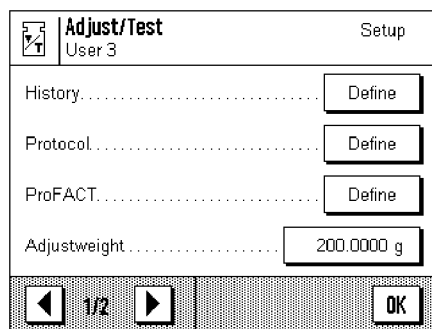 Adjust/Test Setup
User 3
History.............................. Define
Protocol............................. Define
ProFACT.............................. Define
Adjustweight.................... 200.0000 g
1/2 OK